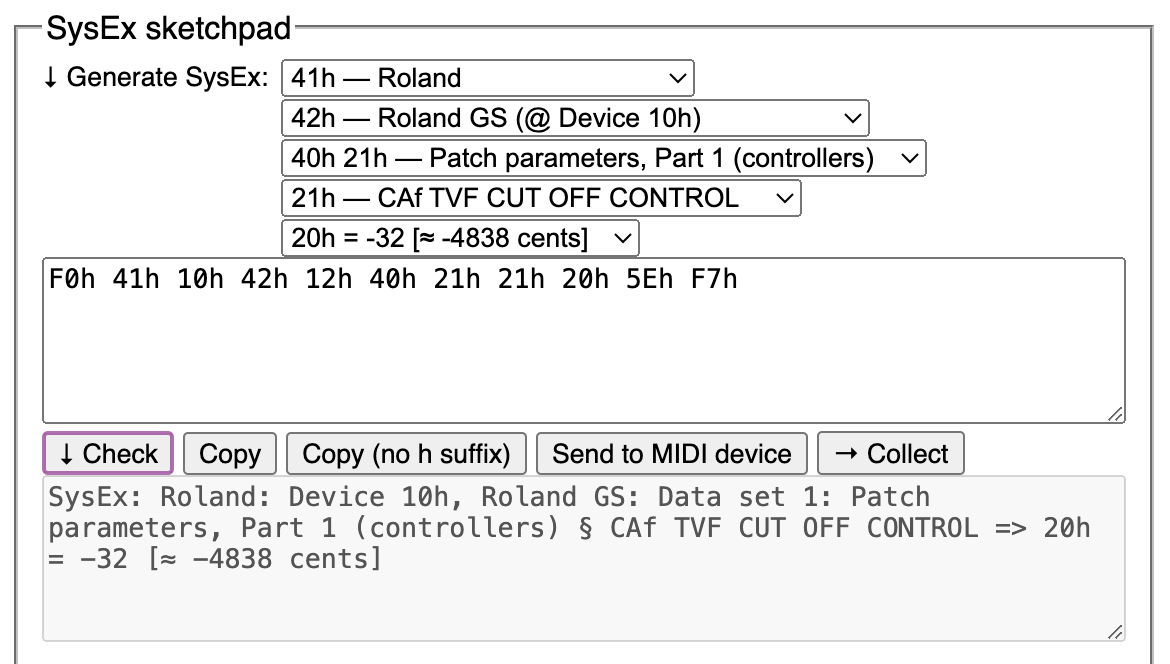 SysEx sketchpad
↓ Generate SysEx: 41h — Roland
42h — Roland GS (@ Device 10h)
40h 21h — Patch parameters, Part 1 (controllers)
21h — CAf TVF CUT OFF CONTROL
20h = -32 [≈ -4838 cents]
F0h 41h 10h 42h 12h 40h 21h 21h 20h 5Eh F7h
↓ Check Copy Copy (no h suffix) Send to MIDI device → Collect
SysEx: Roland: Device 10h, Roland GS: Data set 1: Patch
parameters, Part 1 (controllers) § CAf TVF CUT OFF CONTROL => 20h
= −32 [≈ −4838 cents]